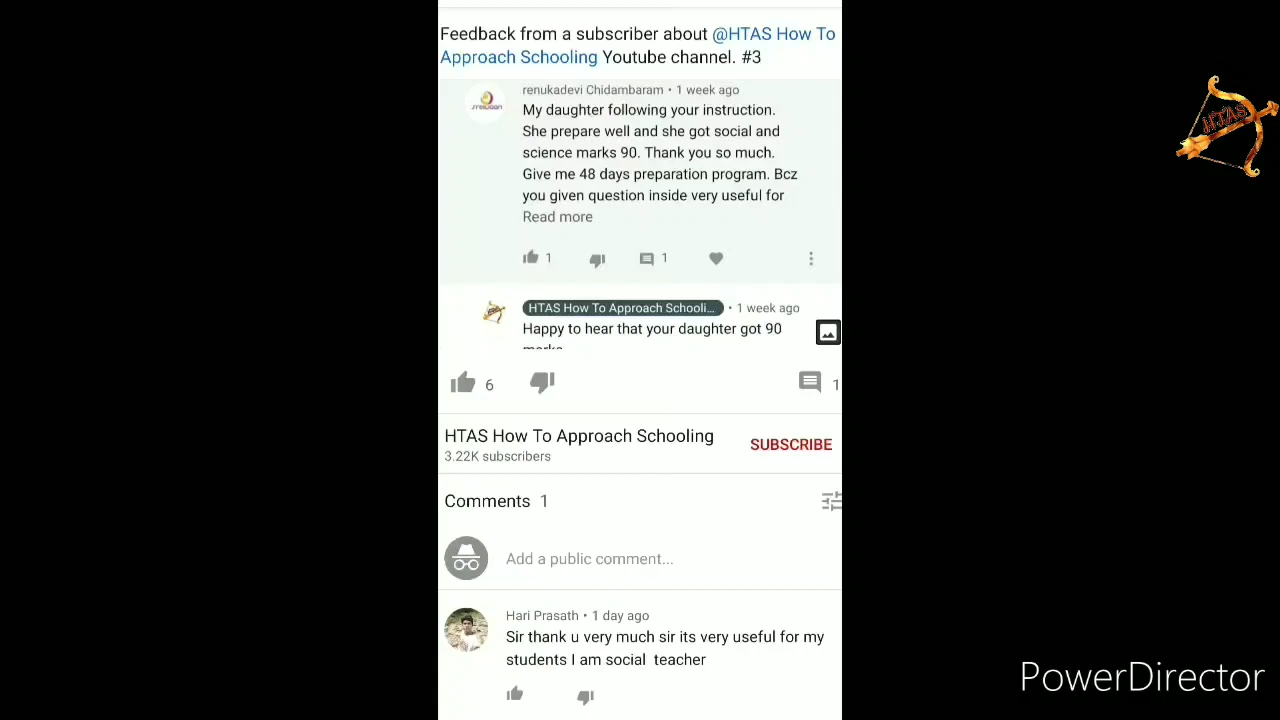 Feedback from a subscriber about @HTAS How To
Approach Schooling Youtube channel. #3
renukadevi Chidambaram • 1 week ago
My daughter following your instruction.
She prepare well and she got social and
science marks 90. Thank you so much.
Give me 48 days preparation program. Bcz
you given question inside very useful for
Read more
1
1
HTAS How To Approach Schooli... • 1 week ago
Happy to hear that your daughter got 90
marks
6
1
HTAS How To Approach Schooling
SUBSCRIBE
3.22K subscribers
Comments 1
Add a public comment...
Hari Prasath • 1 day ago
Sir thank u very much sir its very useful for my
students I am social teacher
HTAS
PowerDirector